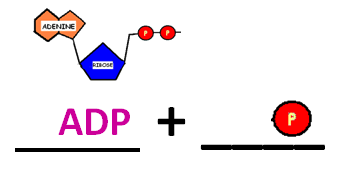 ADENINE
P P
RIBOSE
ADP + P